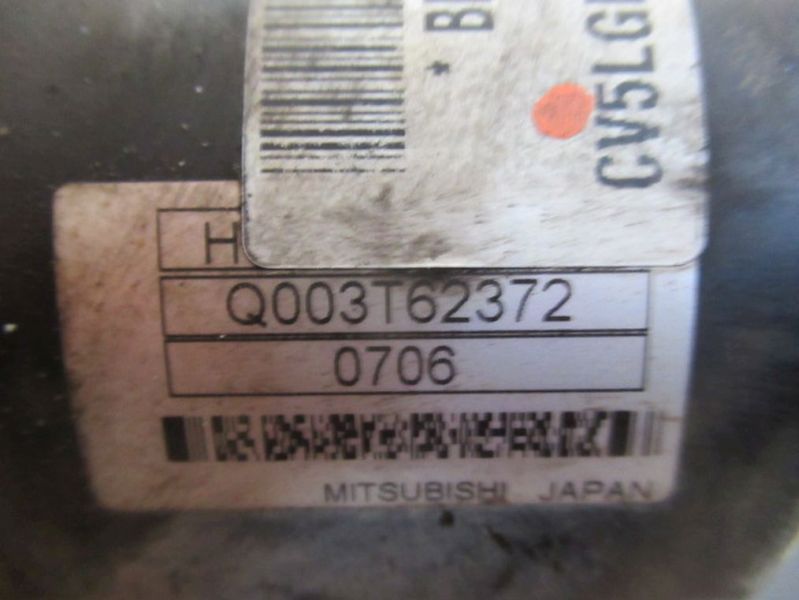 * B
CV5LG
H
Q003T62372
0706
MITSUBISHI JAPAN